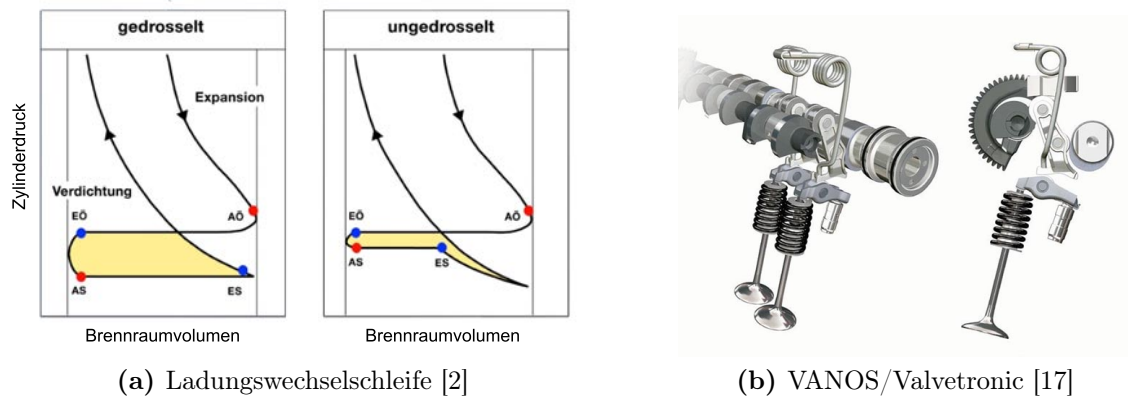 gedrosselt
Zylinderdruck
Expansion
Verdichtung
EÖ
AÖ
AS
ES
Brennraumvolumen
ungedrosselt
EÖ
AÖ
AS
ES
Brennraumvolumen
(a) Ladungswechselschleife [2]
(b) VANOS/Valvetronic [17]